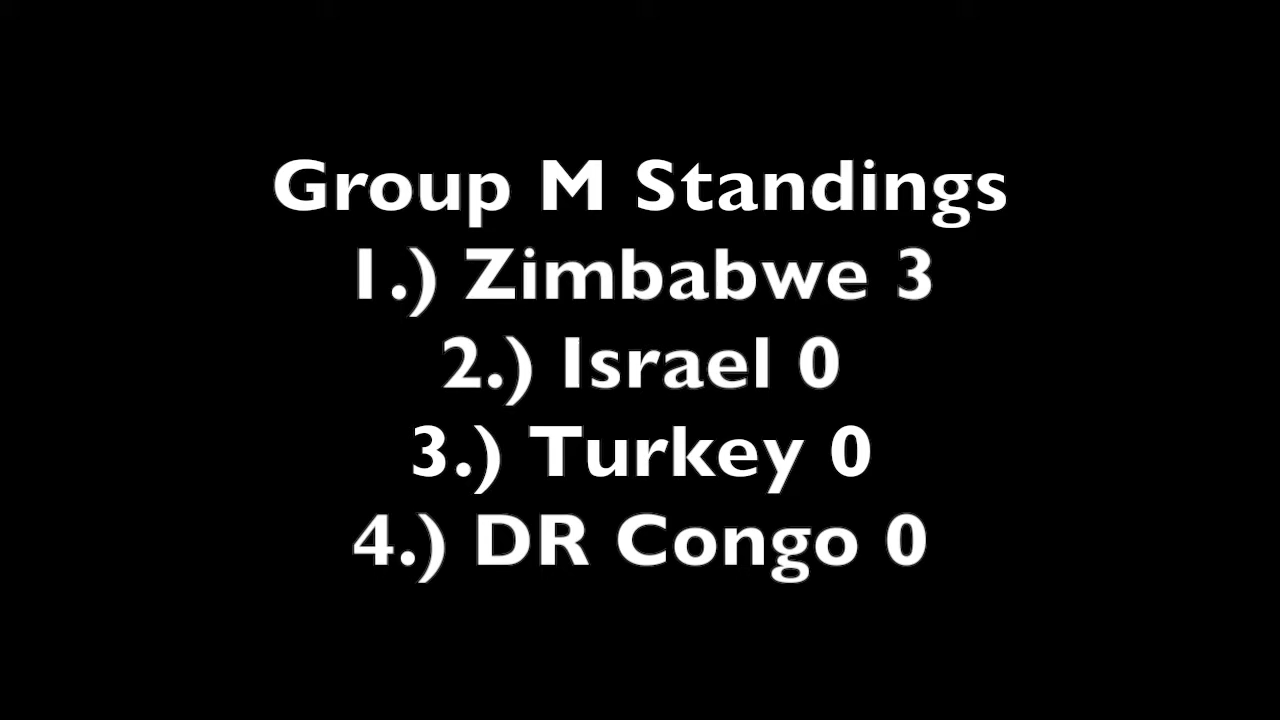 Group M Standings
1.) Zimbabwe 3
2.) Israel 0
3.) Turkey 0
4.) DR Congo 0